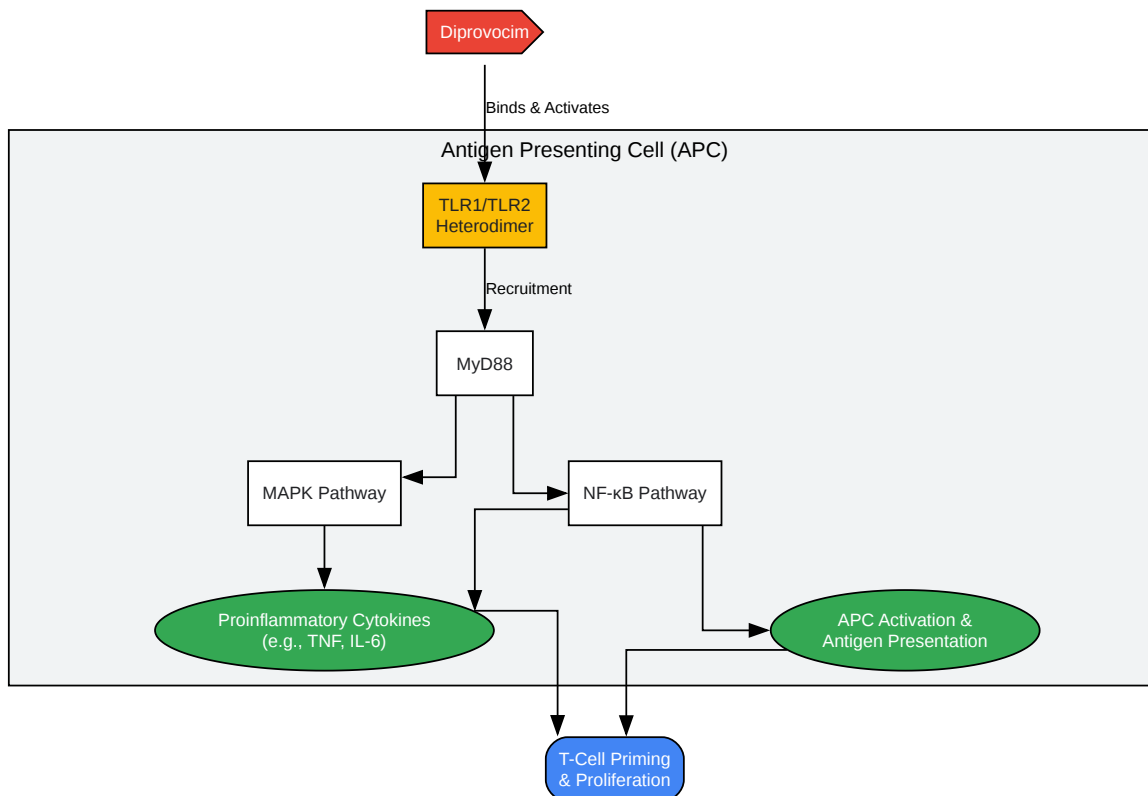 Diprovocim
Binds & Activates
Antigen Presenting Cell (APC)
TLR1/TLR2
Heterodimer
Recruitment
MyD88
MAPK Pathway
NF-κB Pathway
Proinflammatory Cytokines
(e.g., TNF, IL-6)
APC Activation &
Antigen Presentation
T-Cell Priming
& Proliferation